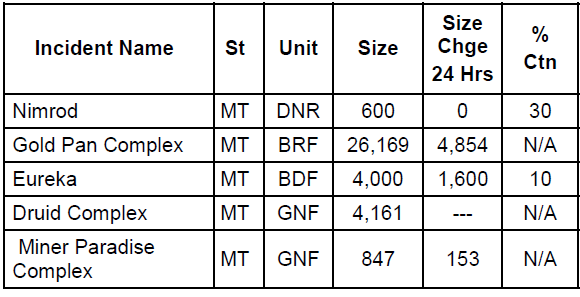 Incident Name St Unit Size Size Chge 24 Hrs % Ctn
Nimrod MT DNR 600 0 30
Gold Pan Complex MT BRF 26,169 4,854 N/A
Eureka MT BDF 4,000 1,600 10
Druid Complex MT GNF 4,161 --- N/A
Miner Paradise Complex MT GNF 847 153 N/A